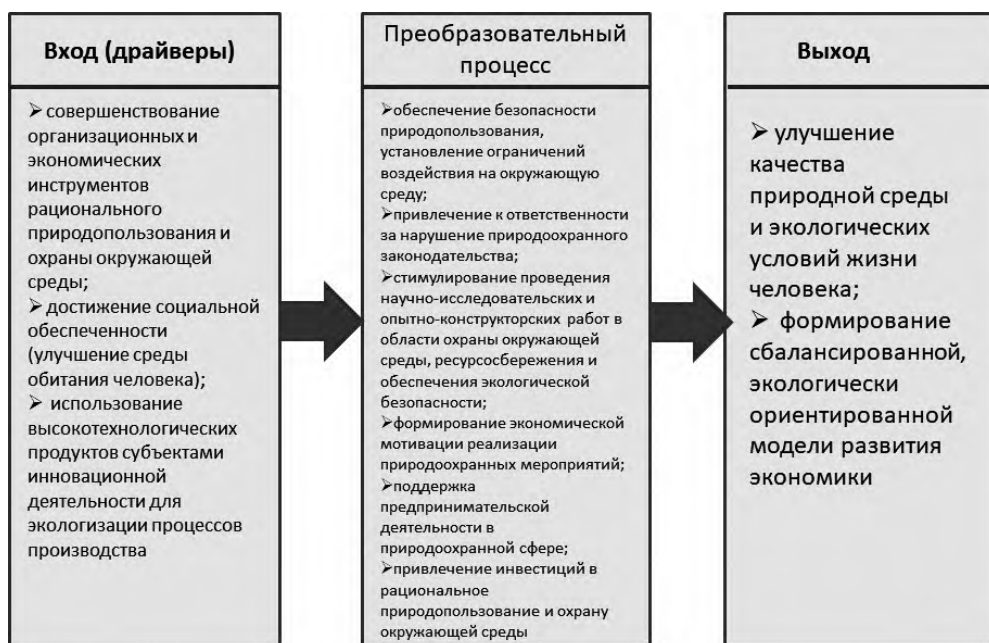 Вход (драйверы)
➢ совершенствование
организационных и
экономических
инструментов
рационального
природопользования и
охраны окружающей
среды;
➢ достижение социальной
обеспеченности
(улучшение среды
обитания человека);
➢ использование
высокотехнологических
продуктов субъектами
инновационной
деятельности для
экологизации процессов
производства
Преобразовательный
процесс
➢обеспечение безопасности
природопользования,
установление ограничений
воздействия на окружающую
среду;
➢привлечение к ответственности
за нарушение природоохранного
законодательства;
➢стимулирование проведения
научно-исследовательских и
опытно-конструкторских работ в
области охраны окружающей
среды, ресурсосбережения и
обеспечения экологической
безопасности;
➢формирование экономической
мотивации реализации
природоохранных мероприятий;
➢поддержка
предпринимательской
деятельности в
природоохранной сфере;
➢привлечение инвестиций в
рациональное
природопользование и охрану
окружающей среды
Выход
➢ улучшение
качества
природной среды
и экологических
условий жизни
человека;
➢ формирование
сбалансированной,
экологически
ориентированной
модели развития
экономики